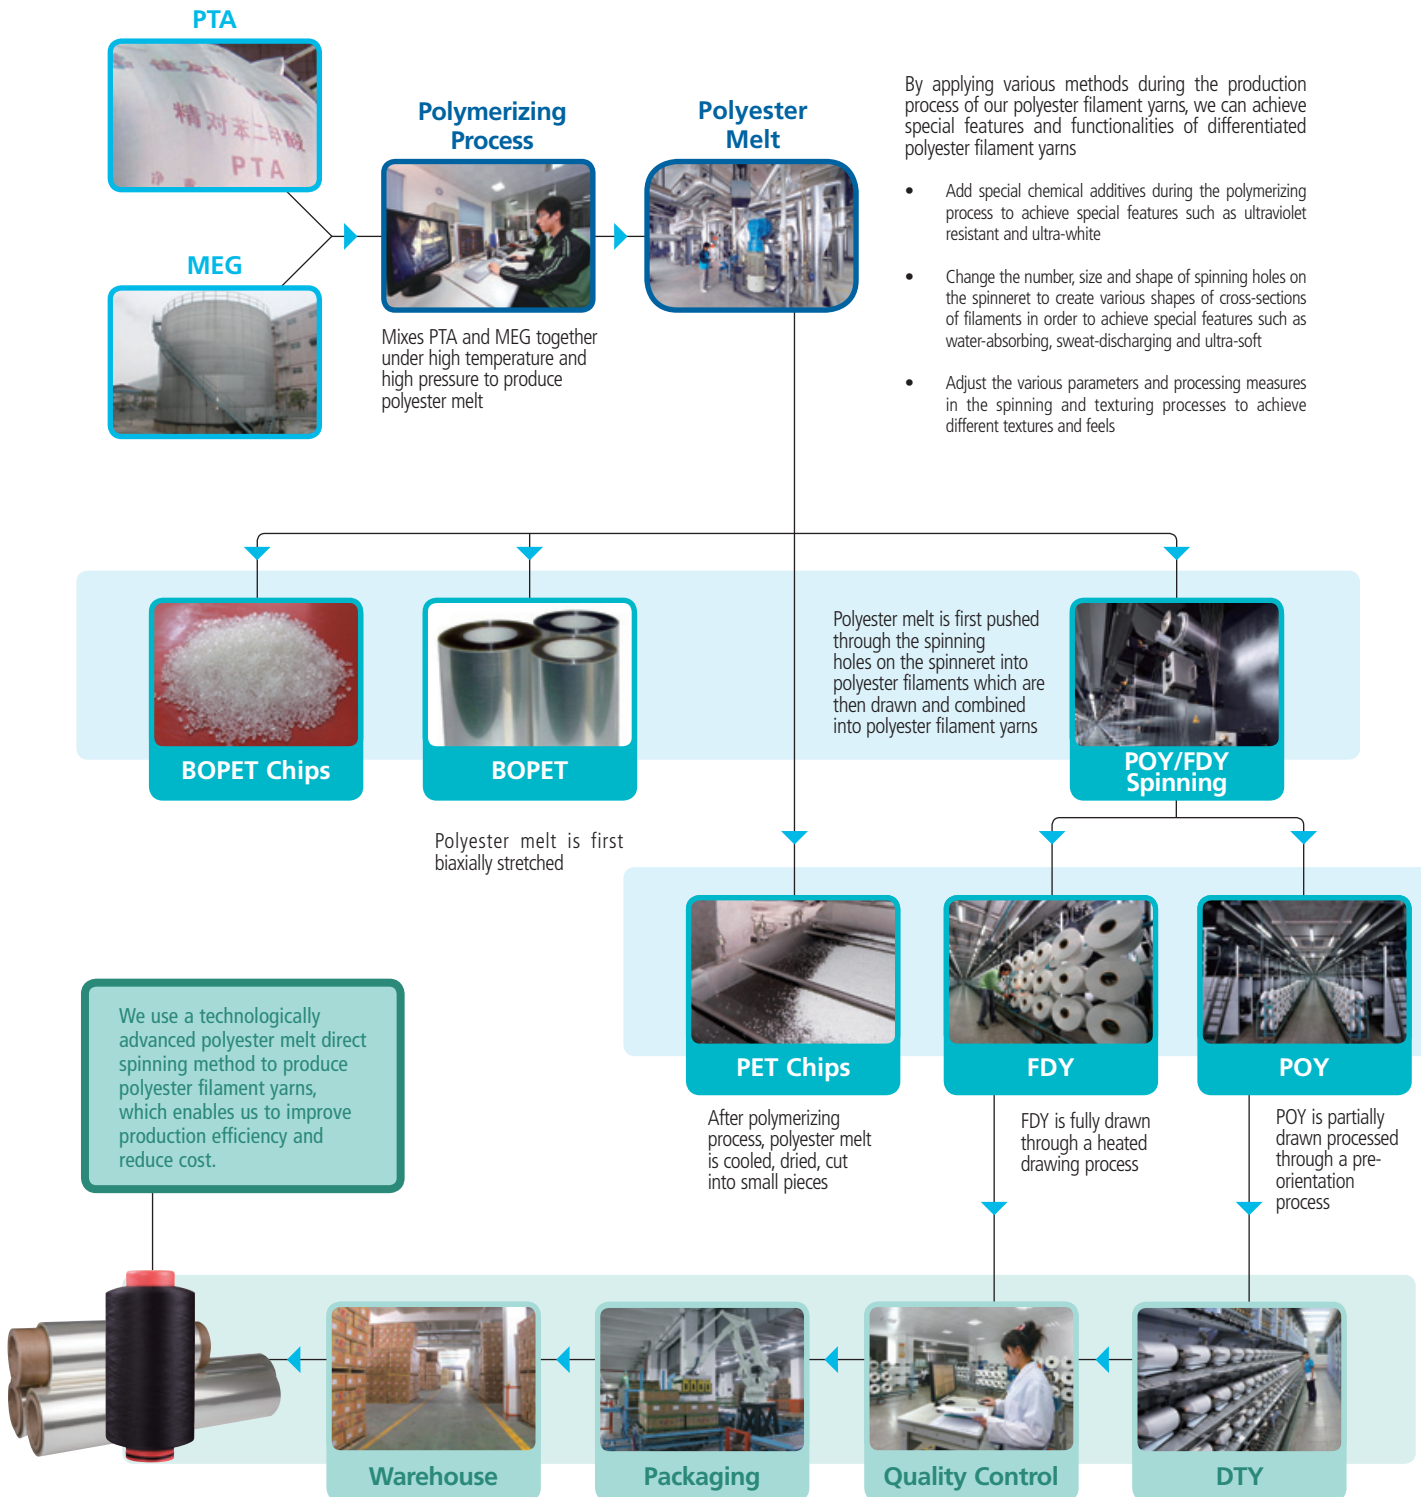 PTA
精对苯二甲酸
PTA
MEG
Polymerizing
Process
Mixes PTA and MEG together
under high temperature and
high pressure to produce
polyester melt
Polyester
Melt
By applying various methods during the production
process of our polyester filament yarns, we can achieve
special features and functionalities of differentiated
polyester filament yarns
• Add special chemical additives during the polymerizing
process to achieve special features such as ultraviolet
resistant and ultra-white
• Change the number, size and shape of spinning holes on
the spinneret to create various shapes of cross-sections
of filaments in order to achieve special features such as
water-absorbing, sweat-discharging and ultra-soft
• Adjust the various parameters and processing measures
in the spinning and texturing processes to achieve
different textures and feels
BOPET Chips
BOPET
Polyester melt is first
biaxially stretched
Polyester melt is first pushed
through the spinning
holes on the spinneret into
polyester filaments which are
then drawn and combined
into polyester filament yarns
POY/FDY
Spinning
PET Chips
After polymerizing
process, polyester melt
is cooled, dried, cut
into small pieces
FDY
FDY is fully drawn
through a heated
drawing process
POY
POY is partially
drawn processed
through a pre-
orientation
process
We use a technologically
advanced polyester melt direct
spinning method to produce
polyester filament yarns,
which enables us to improve
production efficiency and
reduce cost.
Warehouse
Packaging
Quality Control
DTY